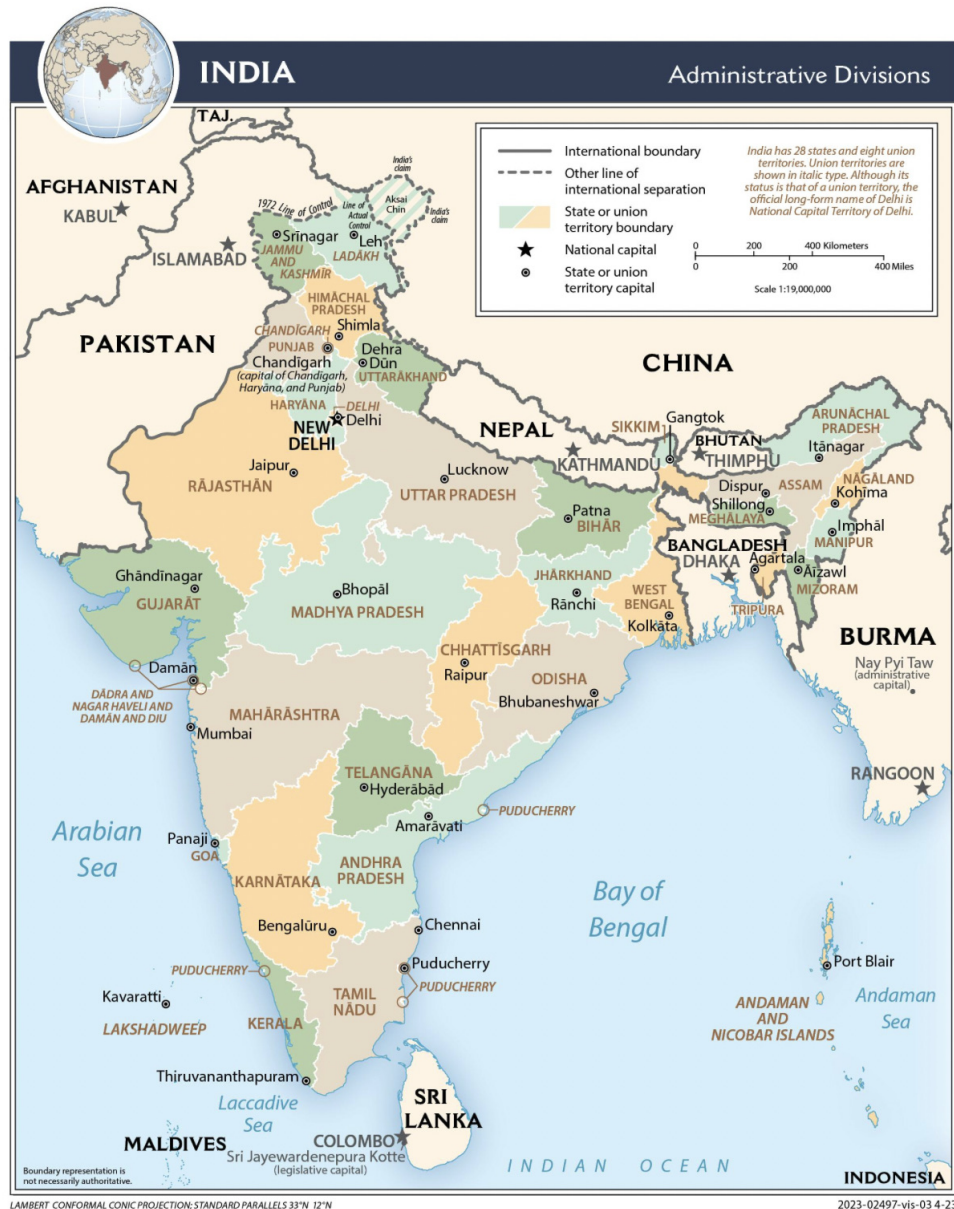 INDIA
Administrative Divisions
TAJ.
AFGHANISTAN
KABUL
ISLAMABAD
PAKISTAN
1972 Line of Control
Line of
Actual
Control
India's
claim
Aksai
Chin
India's
claim
Srīnagar
JAMMU
AND
KASHMĪR
Leh
LADĀKH
International boundary
Other line of
international separation
State or union
territory boundary
National capital
State or union
territory capital
India has 28 states and eight union
territories. Union territories are
shown in italic type. Although its
status is that of a union territory, the
official long-form name of Delhi is
National Capital Territory of Delhi.
0 200 400 Kilometers
0 200 400 Miles
Scale 1:19,000,000
HIMĀCHAL
PRADESH
Shimla
CHANDĪGARH
PUNJAB
Chandīgarh
(capital of Chandīgarh,
Haryāna, and Punjab)
Dehra
Dūn
UTTARĀKHAND
HARYĀNA
DELHI
Delhi
NEW
DELHI
CHINA
NEPAL
KATHMANDU
SIKKIM
Gangtok
BHUTAN
THIMPHU
ARUNĀCHAL
PRADESH
Itānagar
Jaipur
RĀJASTHĀN
Lucknow
UTTAR PRADESH
Patna
BIHĀR
Dispur
ASSAM
NĀGĀLAND
Kohīma
Shillong
MEGHĀLAYA
Imphāl
MANIPUR
BANGLADESH
DHAKA
Agartala
Āīzawl
MIZORAM
TRIPURA
Ghāndīnagar
GUJARĀT
Bhopāl
MADHYA PRADESH
JHĀRKHAND
Rānchi
WEST
BENGAL
Kolkāta
BURMA
Nay Pyi Taw
(administrative
capital)
RANGOON
CHHATTĪSGARH
Raipur
ODISHA
Bhubaneshwar
Damān
DĀDRA AND
NAGAR HAVELI AND
DAMĀN AND DIU
MAHĀRĀSHTRA
Mumbai
TELANGĀNA
Hyderābād
Amarāvati
PUDUCHERRY
Arabian
Sea
Panaji
GOA
KARNĀTAKA
ANDHRA
PRADESH
Bay of
Bengal
Bengalūru
Chennai
PUDUCHERRY
Puducherry
PUDUCHERRY
Port Blair
Kavaratti
LAKSHADWEEP
KERALA
TAMIL
NĀDU
ANDAMAN
AND
NICOBAR ISLANDS
Andaman
Sea
Thiruvananthapuram
Laccadive
Sea
SRI
LANKA
MALDIVES
COLOMBO
Sri Jayewardenepura Kotte
(legislative capital)
INDIAN OCEAN
INDONESIA
Boundary representation is
not necessarily authoritative.
LAMBERT CONFORMAL CONIC PROJECTION; STANDARD PARALLELS 33°N 12°N
2023-02497-vis-03 4-23